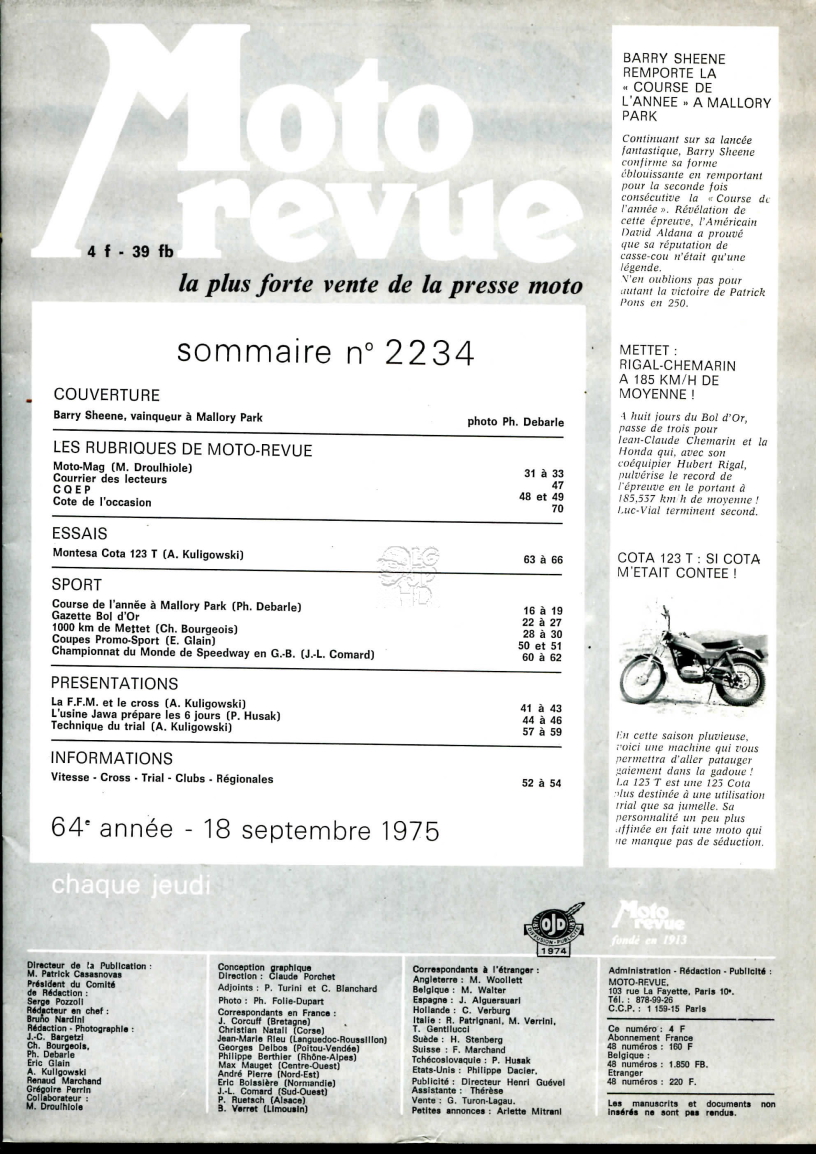 Moto
revue
4 f - 39 fb
la plus forte vente de la presse moto
sommaire n° 2234
COUVERTURE
Barry Sheene, vainqueur à Mallory Park photo Ph. Debarle
LES RUBRIQUES DE MOTO-REVUE
Moto-Mag (M. Droulhiole) 31 à 33
Courrier des lecteurs 47
C Q E P 48 et 49
Cote de l'occasion 70
ESSAIS
Montesa Cota 123 T (A. Kuligowski) 63 à 66
SPORT
Course de l'année à Mallory Park (Ph. Debarle) 16 à 19
Gazette Bol d'Or 22 à 27
1000 km de Mettet (Ch. Bourgeois) 28 à 30
Coupes Promo-Sport (E. Glain) 50 et 51
Championnat du Monde de Speedway en G.-B. (J.-L. Comard) 60 à 62
PRESENTATIONS
La F.F.M. et le cross (A. Kuligowski) 41 à 43
L'usine Jawa prépare les 6 jours (P. Husak) 44 à 46
Technique du trial (A. Kuligowski) 57 à 59
INFORMATIONS
Vitesse - Cross - Trial - Clubs - Régionales 52 à 54
64e année - 18 septembre 1975
chaque jeudi
BARRY SHEENE
REMPORTE LA
« COURSE DE
L'ANNEE » A MALLORY
PARK
Continuant sur sa lancée
fantastique, Barry Sheene
confirme sa forme
éblouissante en remportant
pour la seconde fois
consécutive la « Course de
l'année ». Révélation de
cette épreuve, l'Américain
David Aldana a prouvé
que sa réputation de
casse-cou n'était qu'une
légende.
N'en oublions pas pour
autant la victoire de Patrick
Pons en 250.
METTET :
RIGAL-CHEMARIN
A 185 KM/H DE
MOYENNE !
A huit jours du Bol d'Or,
passe de trois pour
Jean-Claude Chemarin et la
Honda qui, avec son
coéquipier Hubert Rigal,
pulvérise le record de
l'épreuve en le portant à
185,537 km h de moyenne !
Luc-Vial terminent second.
COTA 123 T : SI COTA
M'ETAIT CONTEE !
En cette saison pluvieuse,
voici une machine qui vous
permettra d'aller patauger
gaiement dans la gadoue !
La 123 T est une 123 Cota
plus destinée à une utilisation
trial que sa jumelle. Sa
personnalité un peu plus
affinée en fait une moto qui
ne manque pas de séduction.
OJD
DIFFUSION - PUBLICITÉ
1974
Moto
revue
fondé en 1913
Directeur de la Publication :
M. Patrick Casasnovas
Président du Comité
de Rédaction :
Serge Pozzoli
Rédacteur en chef :
Bruno Nardini
Rédaction - Photographie :
J.-C. Bargetzi
Ch. Bourgeois,
Ph. Debarle
Eric Glain
A. Kuligowski
Renaud Marchand
Grégoire Perrin
Collaborateur :
M. Droulhiole
Conception graphique
Direction : Claude Porchet
Adjoints : P. Turini et C. Blanchard
Photo : Ph. Folie-Dupart
Correspondants en France :
J. Corcuff (Bretagne)
Christian Natali (Corse)
Jean-Marie Rieu (Languedoc-Roussillon)
Georges Delbos (Poitou-Vendée)
Philippe Berthier (Rhône-Alpes)
Max Mauget (Centre-Ouest)
André Pierre (Nord-Est)
Eric Boissière (Normandie)
J.-L. Comard (Sud-Ouest)
P. Ruetsch (Alsace)
B. Verret (Limousin)
Correspondants à l'étranger :
Angleterre : M. Woollett
Belgique : M. Walter
Espagne : J. Alguersuari
Hollande : C. Verburg
Italie : R. Patrignani, M. Verrini,
T. Gentilucci
Suède : H. Stenberg
Suisse : F. Marchand
Tchécoslovaquie : P. Husak
Etats-Unis : Philippe Dacier.
Publicité : Directeur Henri Guével
Assistante : Thérèse
Vente : G. Turon-Lagau.
Petites annonces : Arlette Mitrani
Administration - Rédaction - Publicité :
MOTO-REVUE,
103 rue La Fayette, Paris 10e.
Tél. : 878-99-26
C.C.P. : 1 159-15 Paris
Ce numéro : 4 F
Abonnement France
48 numéros : 160 F
Belgique :
48 numéros : 1.850 FB.
Etranger
48 numéros : 220 F.
Les manuscrits et documents non
insérés ne sont pas rendus.